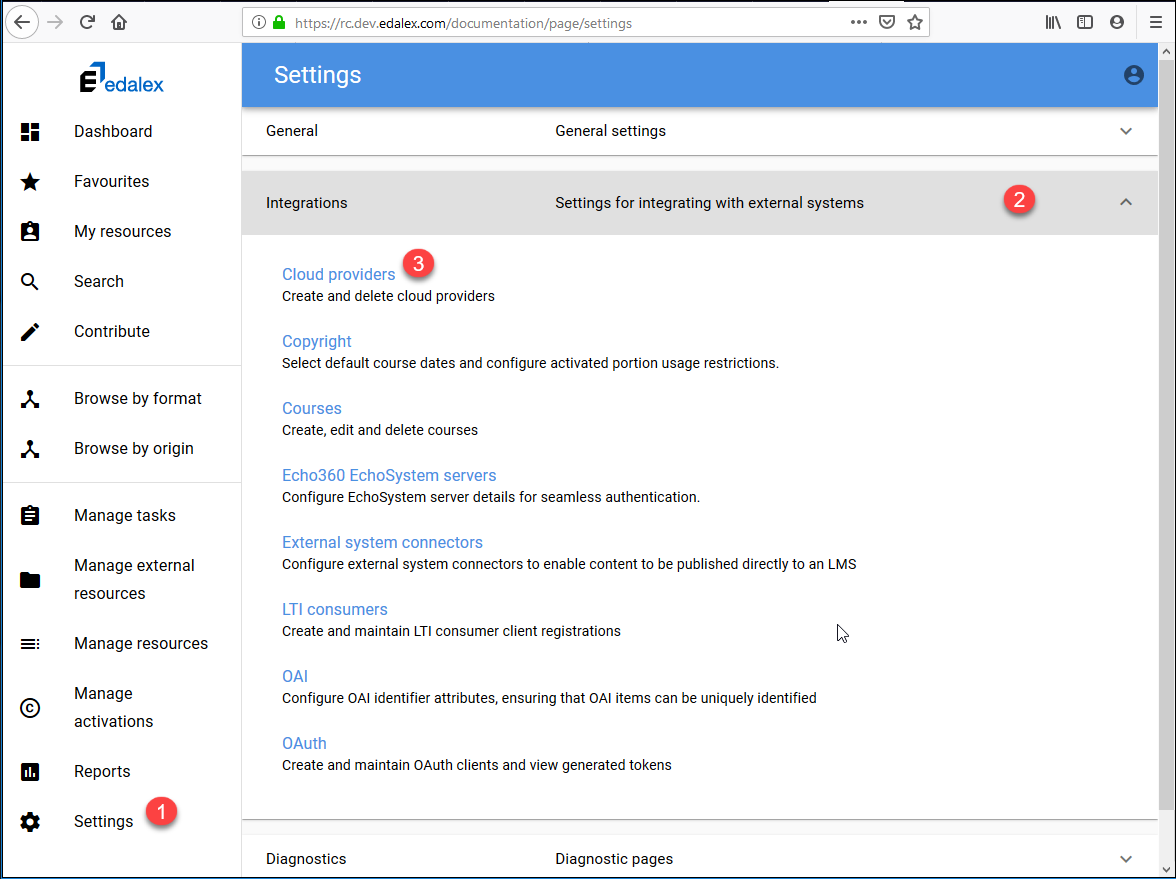 https://rc.dev.edalex.com/documentation/page/settings
edalex
Dashboard
Favourites
My resources
Search
Contribute
Browse by format
Browse by origin
Manage tasks
Manage external
resources
Manage resources
Manage
activations
Reports
Settings 1
Settings
General General settings
Integrations Settings for integrating with external systems 2
Cloud providers 3
Create and delete cloud providers
Copyright
Select default course dates and configure activated portion usage restrictions.
Courses
Create, edit and delete courses
Echo360 EchoSystem servers
Configure EchoSystem server details for seamless authentication.
External system connectors
Configure external system connectors to enable content to be published directly to an LMS
LTI consumers
Create and maintain LTI consumer client registrations
OAI
Configure OAI identifier attributes, ensuring that OAI items can be uniquely identified
OAuth
Create and maintain OAuth clients and view generated tokens
Diagnostics Diagnostic pages